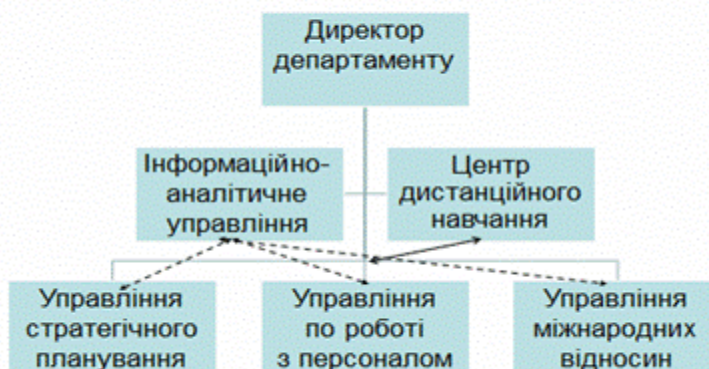 Директор
департаменту
Інформаційно-
аналітичне
управління
Центр
дистанційного
навчання
Управління
стратегічного
планування
Управління
по роботі
з персоналом
Управління
міжнародних
відносин